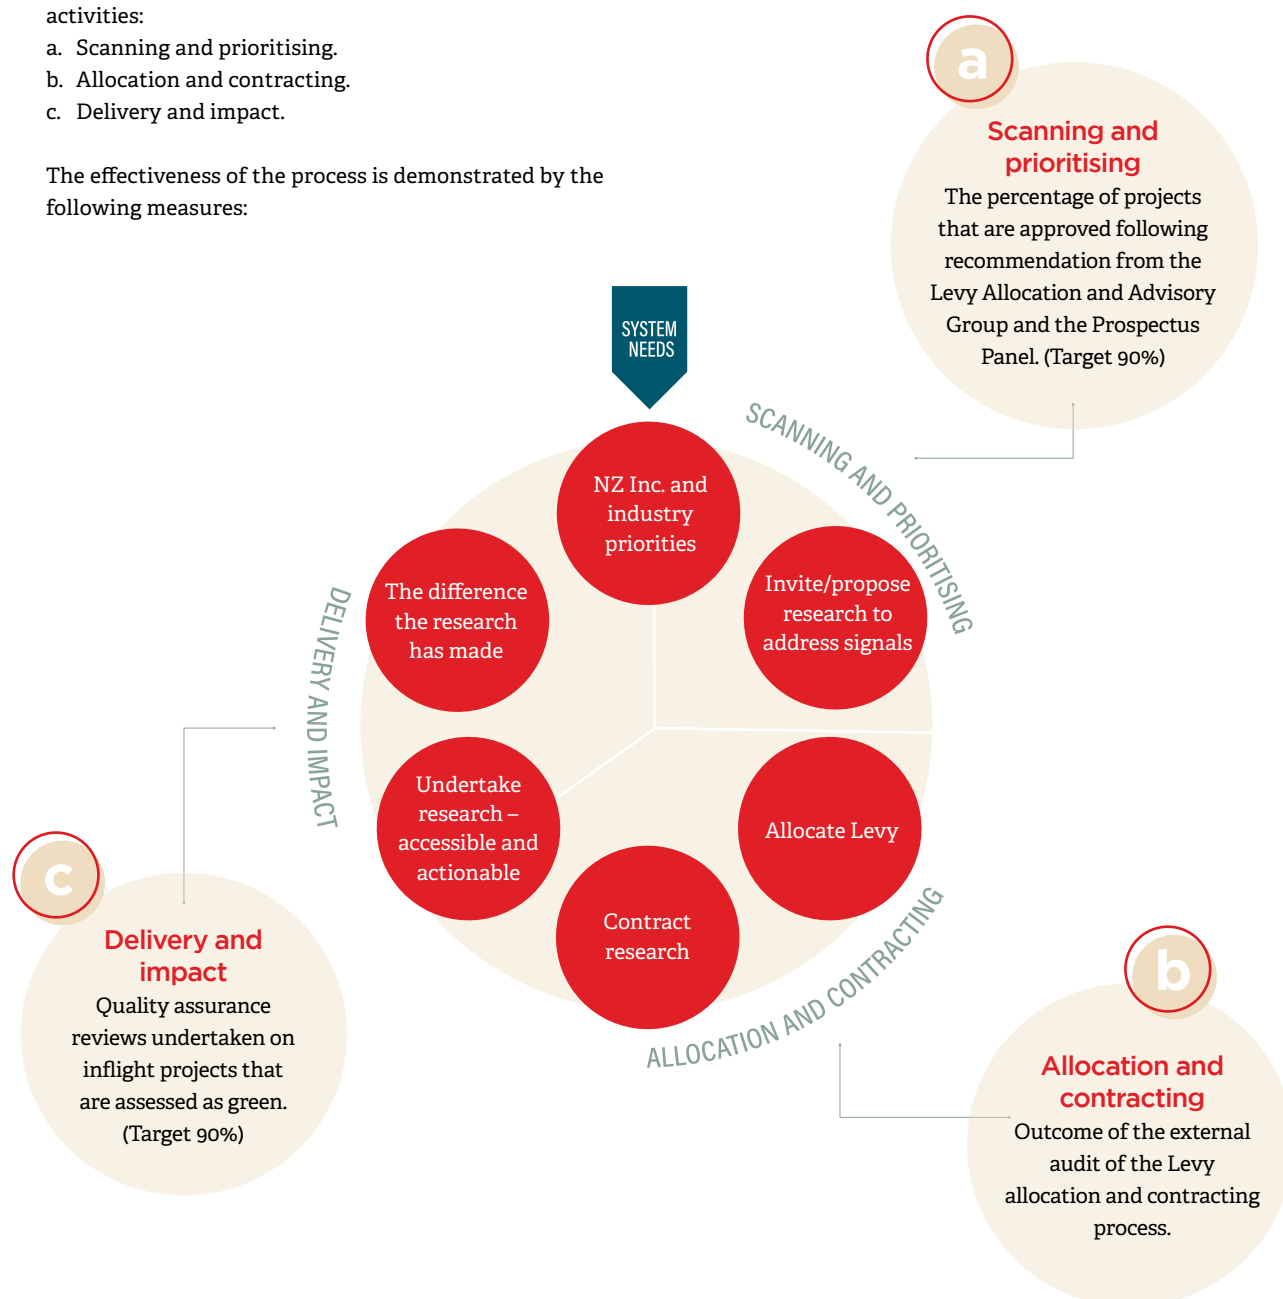 activities:
a. Scanning and prioritising.
b. Allocation and contracting.
c. Delivery and impact.
The effectiveness of the process is demonstrated by the
following measures:
a
Scanning and
prioritising
The percentage of projects
that are approved following
recommendation from the
Levy Allocation and Advisory
Group and the Prospectus
Panel. (Target 90%)
SYSTEM
NEEDS
SCANNING AND PRIORITISING
NZ Inc. and
industry
priorities
Invite/propose
research to
address signals
The difference
the research
has made
DELIVERY AND IMPACT
Undertake
research –
accessible and
actionable
Allocate Levy
Contract
research
ALLOCATION AND CONTRACTING
c
Delivery and
impact
Quality assurance
reviews undertaken on
inflight projects that
are assessed as green.
(Target 90%)
b
Allocation and
contracting
Outcome of the external
audit of the Levy
allocation and contracting
process.